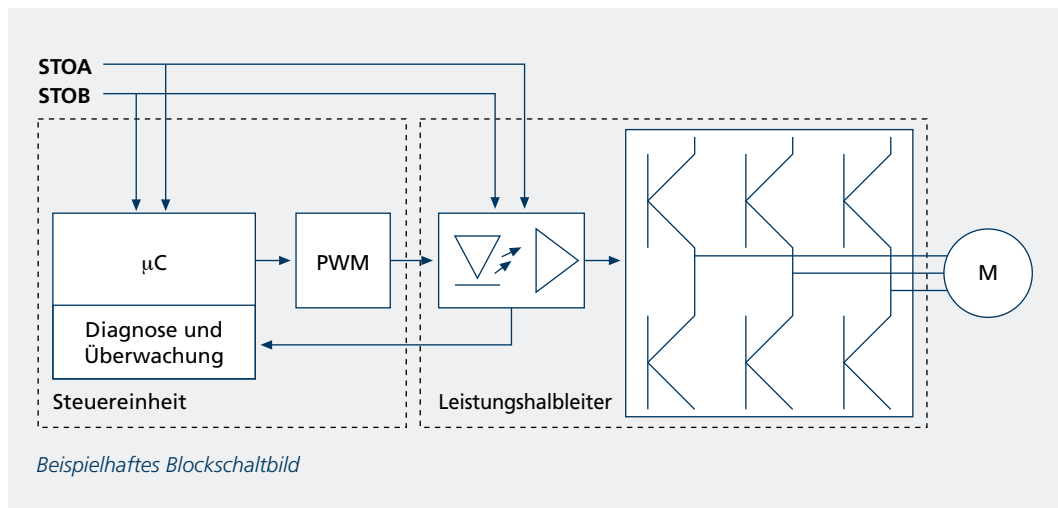 STOA
STOB
µC
PWM
M
Diagnose und
Überwachung
Steuereinheit
Leistungshalbleiter
Beispielhaftes Blockschaltbild